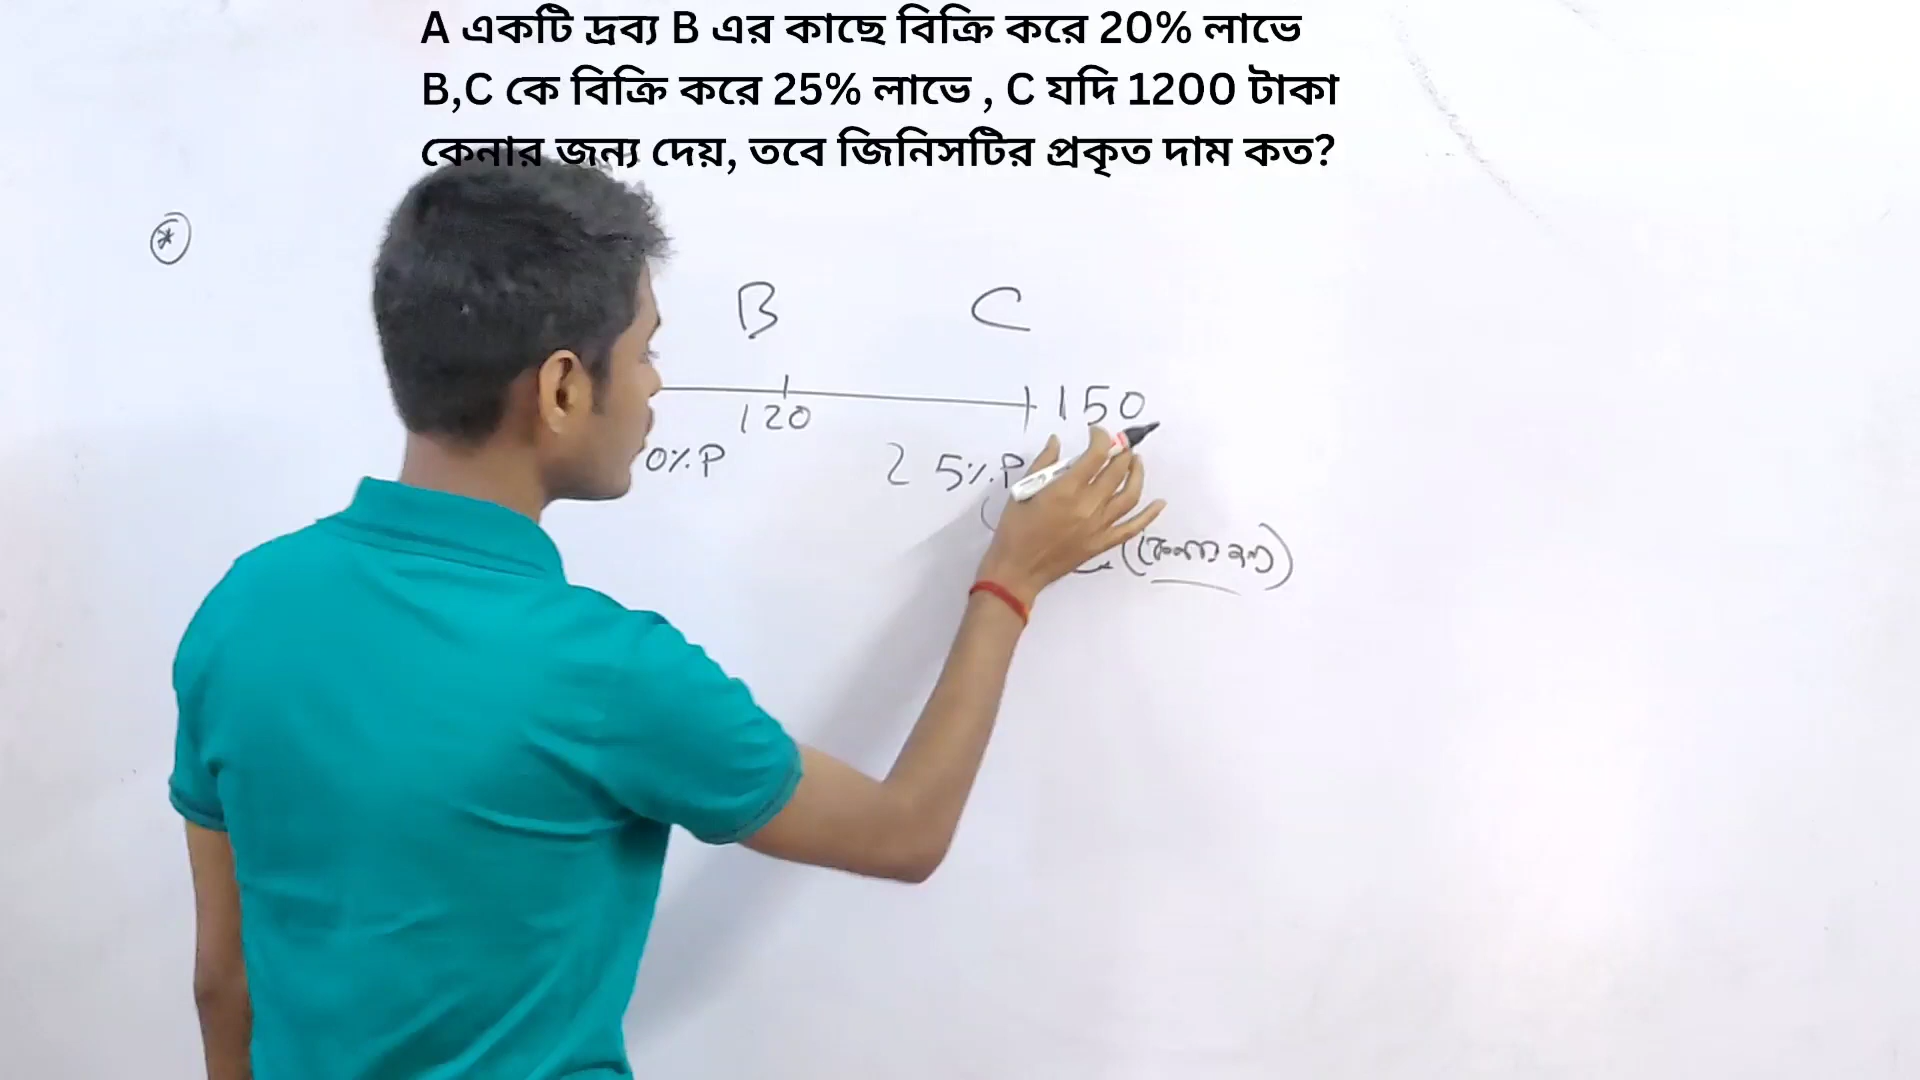 A একটি দ্রব্য B এর কাছে বিক্রি করে 20% লাভে
B,C কে বিক্রি করে 25% লাভে , C যদি 1200 টাকা
কেনার জন্য দেয়, তবে জিনিসটির প্রকৃত দাম কত?
*
B C
120 150
0%.P 25%.P